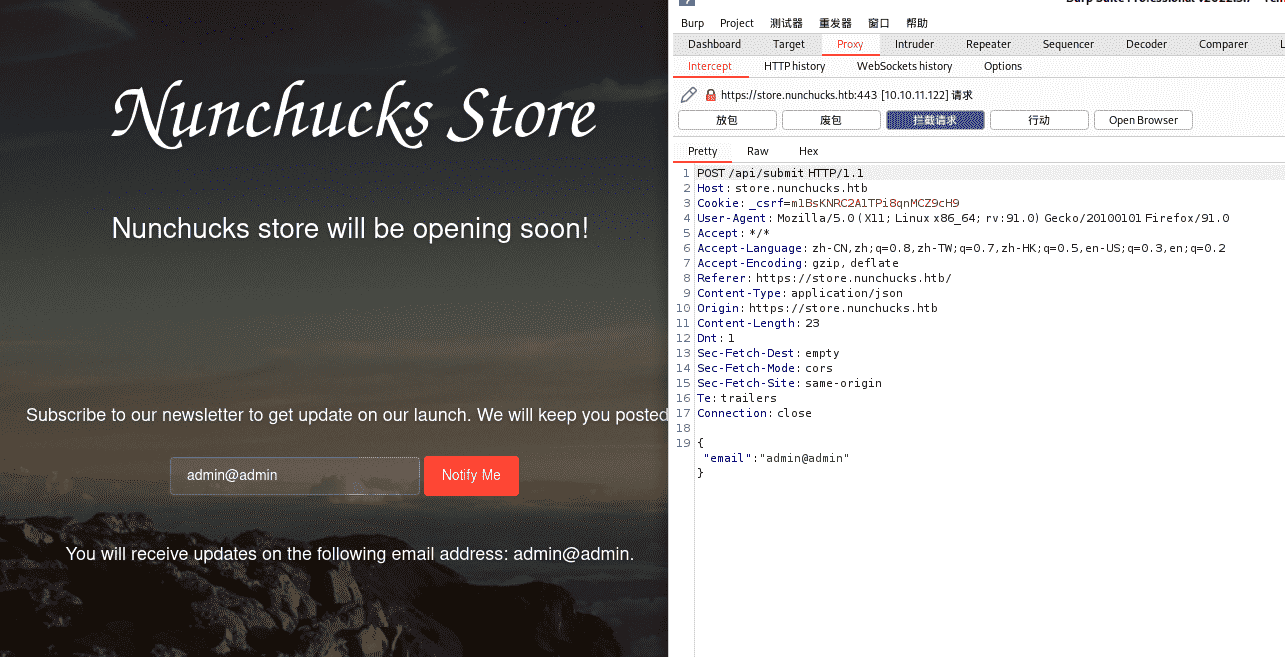 Nunchucks Store
Nunchucks store will be opening soon!
Subscribe to our newsletter to get update on our launch. We will keep you posted
admin@admin
Notify Me
You will receive updates on the following email address: admin@admin.
Burp Project 测试器 重发器 窗口 帮助
Dashboard Target Proxy Intruder Repeater Sequencer Decoder Comparer
Intercept HTTP history WebSockets history Options
https://store.nunchucks.htb:443 [10.10.11.122] 请求
放包 废包 拦截请求 行动 Open Browser
Pretty Raw Hex
1 POST /api/submit HTTP/1.1
2 Host: store.nunchucks.htb
3 Cookie: _csrf=m1BsKNRC2A1TPi8qnMCZ9cH9
4 User-Agent: Mozilla/5.0 (X11; Linux x86_64; rv:91.0) Gecko/20100101 Firefox/91.0
5 Accept: */*
6 Accept-Language: zh-CN,zh;q=0.8,zh-TW;q=0.7,zh-HK;q=0.5,en-US;q=0.3,en;q=0.2
7 Accept-Encoding: gzip, deflate
8 Referer: https://store.nunchucks.htb/
9 Content-Type: application/json
10 Origin: https://store.nunchucks.htb
11 Content-Length: 23
12 Dnt: 1
13 Sec-Fetch-Dest: empty
14 Sec-Fetch-Mode: cors
15 Sec-Fetch-Site: same-origin
16 Te: trailers
17 Connection: close
18
19 {
"email":"admin@admin"
}